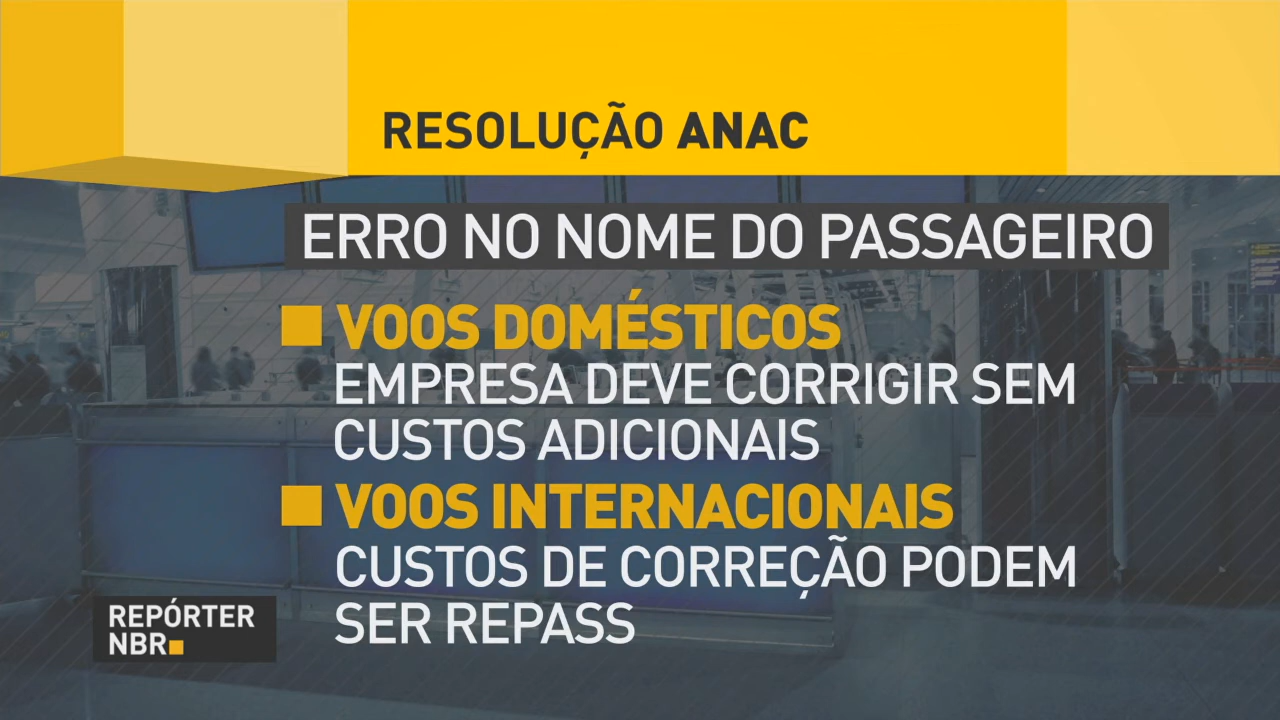 RESOLUÇÃO ANAC
ERRO NO NOME DO PASSAGEIRO
VOOS DOMÉSTICOS
EMPRESA DEVE CORRIGIR SEM
CUSTOS ADICIONAIS
VOOS INTERNACIONAIS
CUSTOS DE CORREÇÃO PODEM
SER REPASS
REPÓRTER
NBR